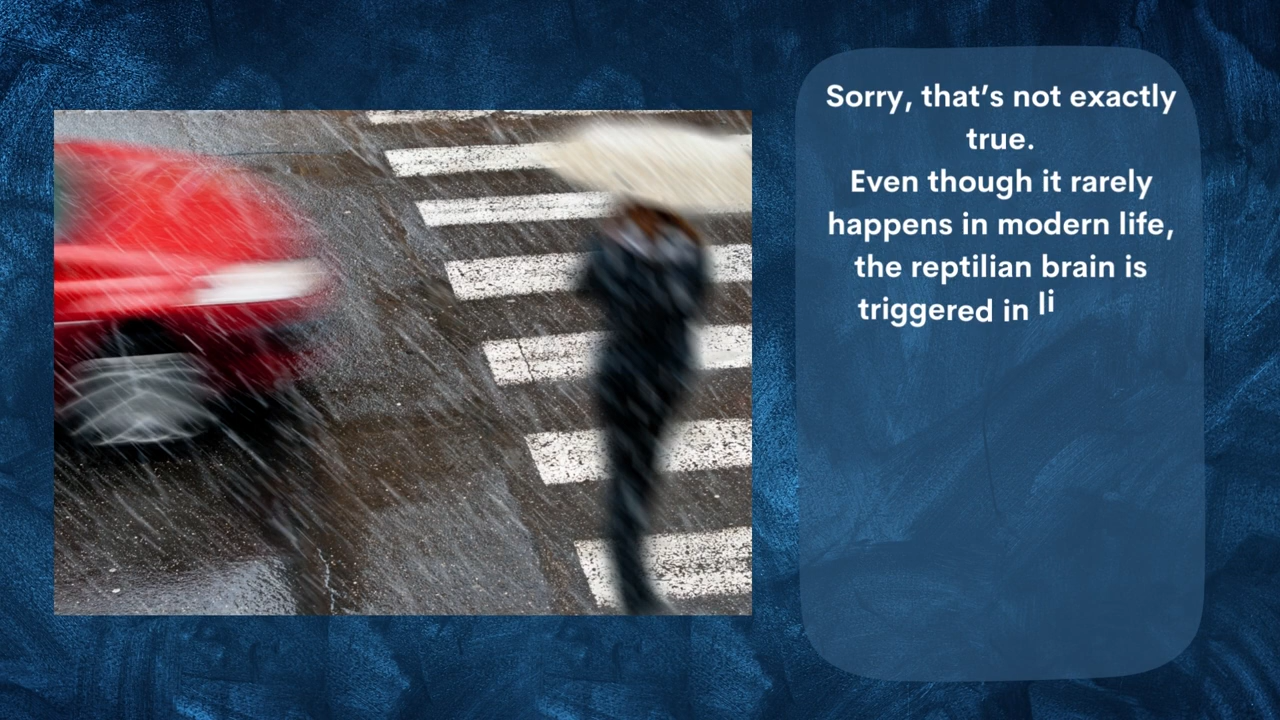 Sorry, that's not exactly
true.
Even though it rarely
happens in modern life,
the reptilian brain is
triggered in li